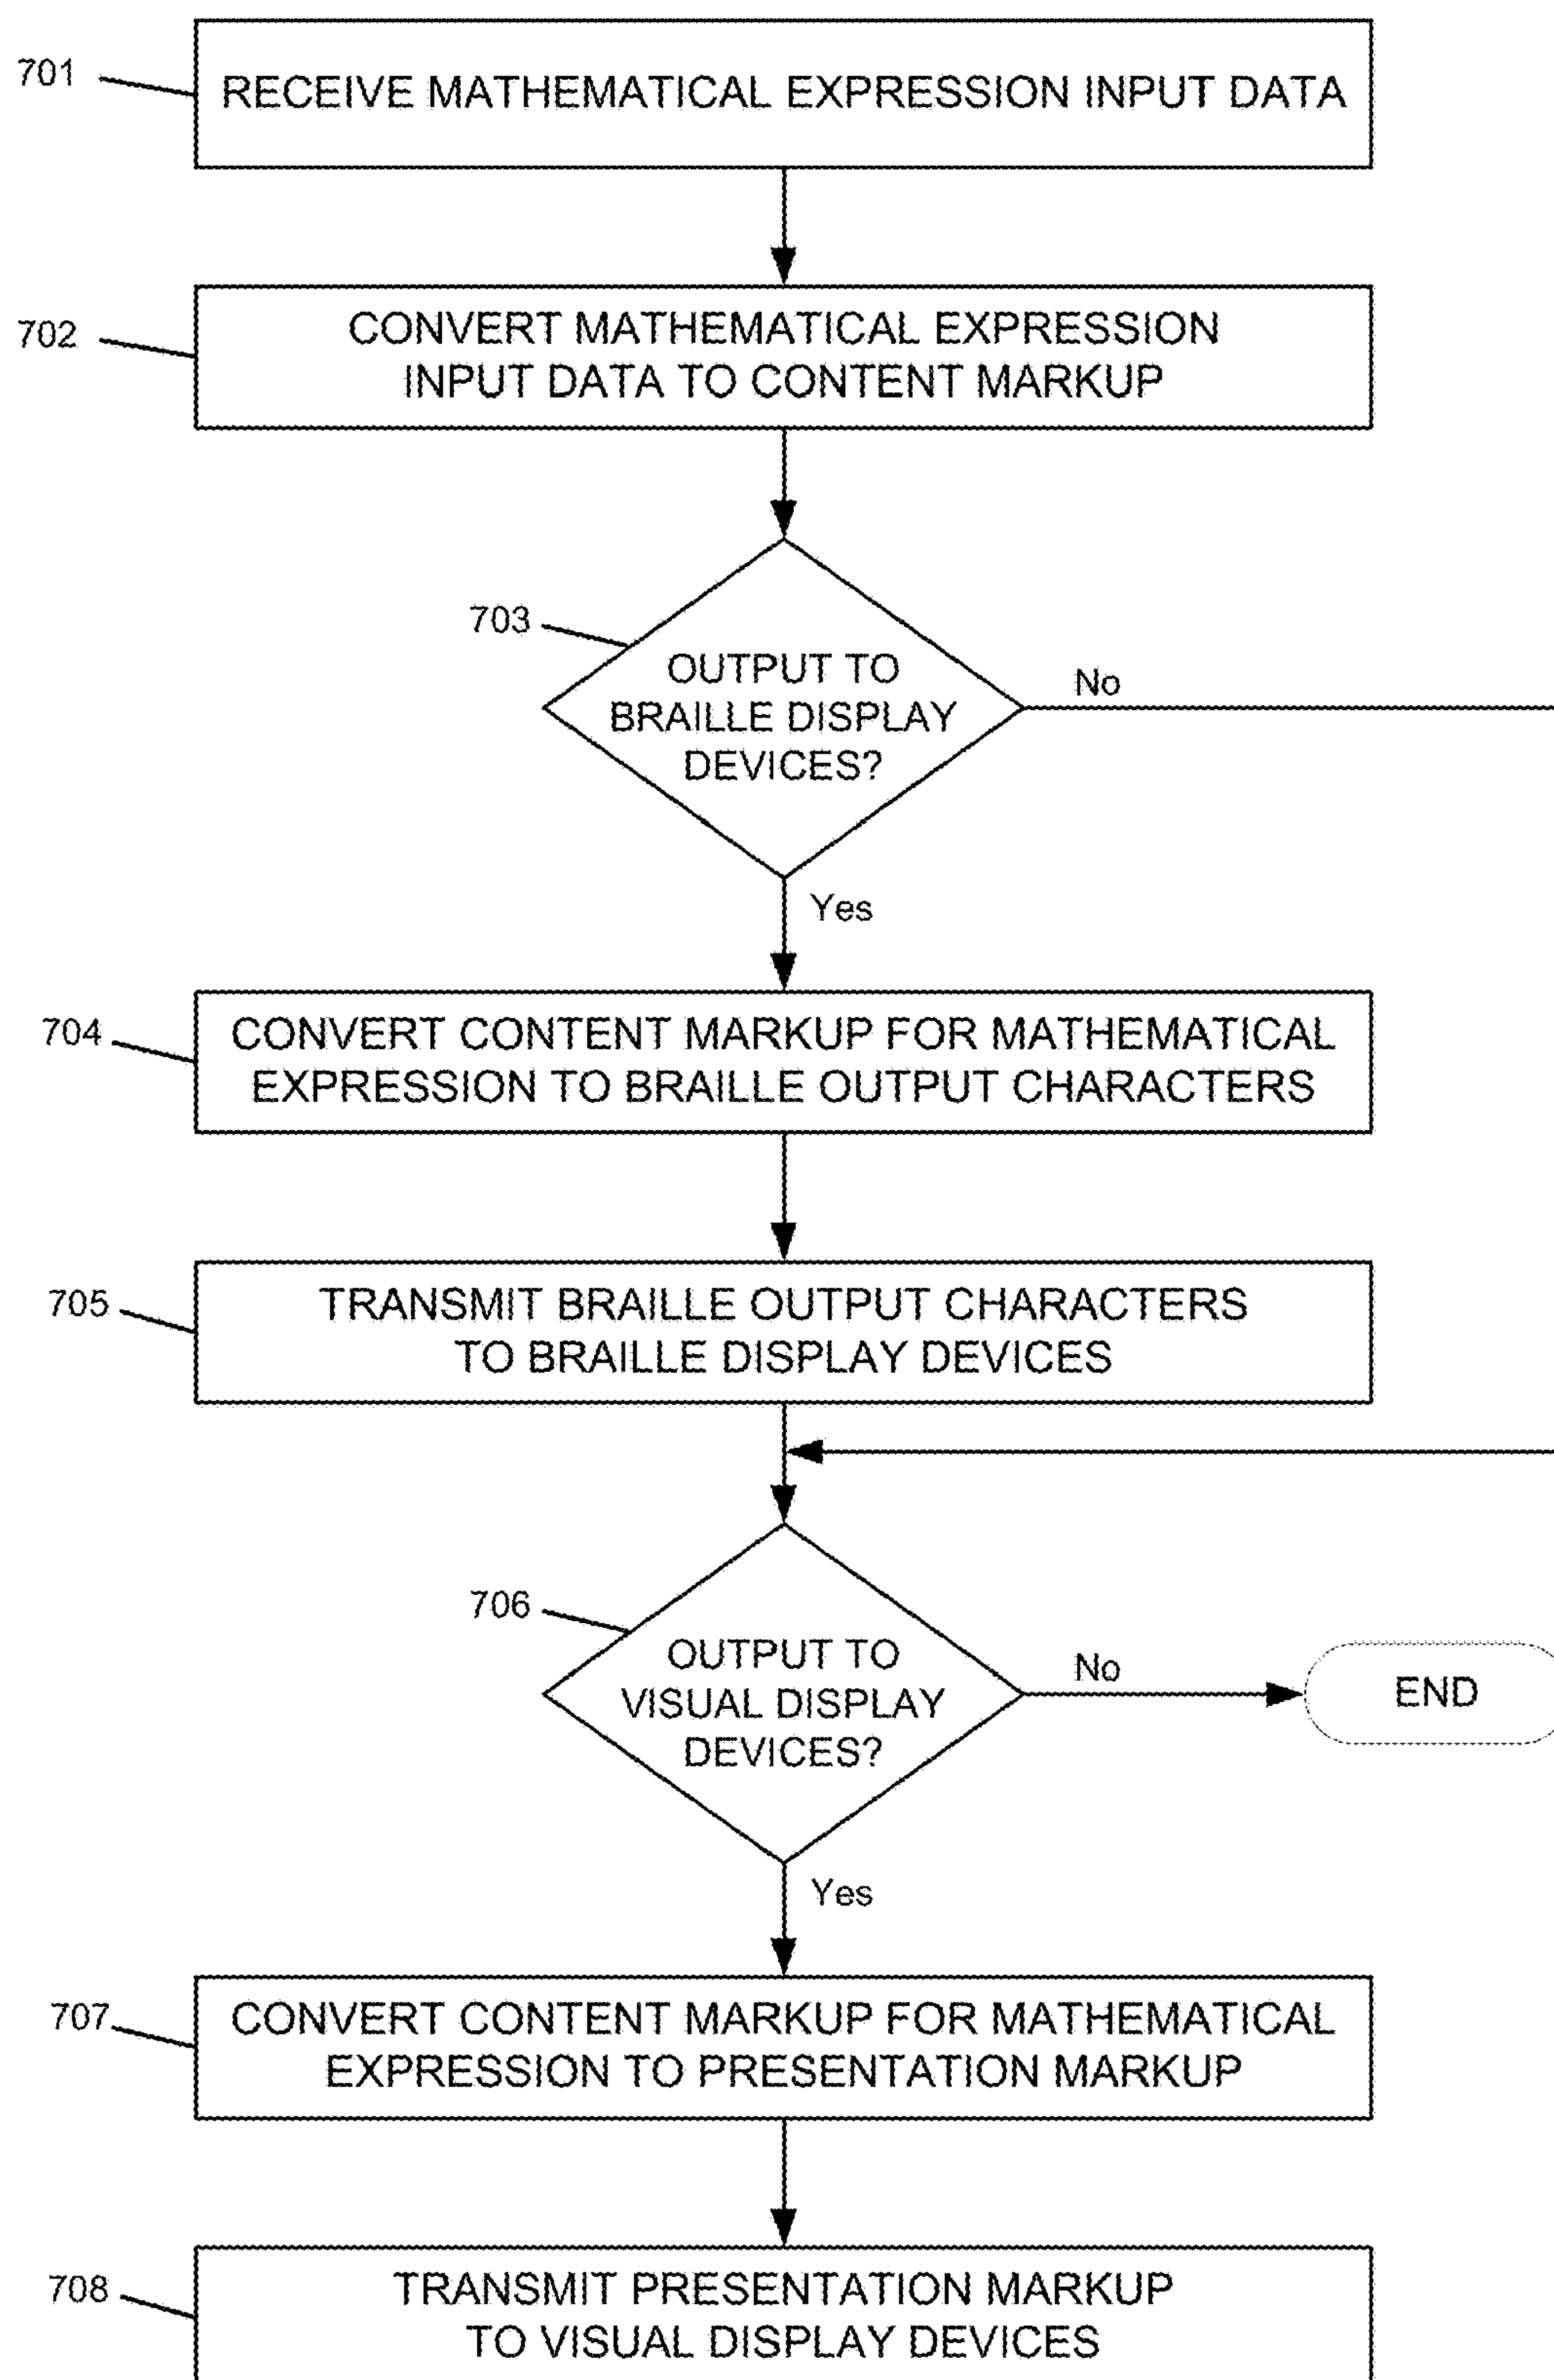 701
RECEIVE MATHEMATICAL EXPRESSION INPUT DATA
702
CONVERT MATHEMATICAL EXPRESSION
INPUT DATA TO CONTENT MARKUP
703
OUTPUT TO
BRAILLE DISPLAY
DEVICES?
No
Yes
704
CONVERT CONTENT MARKUP FOR MATHEMATICAL
EXPRESSION TO BRAILLE OUTPUT CHARACTERS
705
TRANSMIT BRAILLE OUTPUT CHARACTERS
TO BRAILLE DISPLAY DEVICES
706
OUTPUT TO
VISUAL DISPLAY
DEVICES?
No
END
Yes
707
CONVERT CONTENT MARKUP FOR MATHEMATICAL
EXPRESSION TO PRESENTATION MARKUP
708
TRANSMIT PRESENTATION MARKUP
TO VISUAL DISPLAY DEVICES